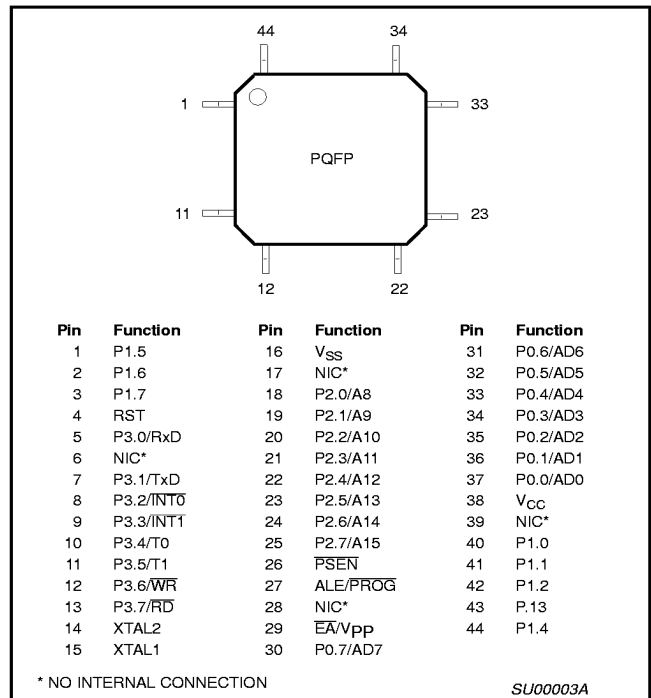 44 34
1 33
PQFP
11 23
12 22
Pin Function Pin Function Pin Function
1 P1.5 16 VSS 31 P0.6/AD6
2 P1.6 17 NIC* 32 P0.5/AD5
3 P1.7 18 P2.0/A8 33 P0.4/AD4
4 RST 19 P2.1/A9 34 P0.3/AD3
5 P3.0/RxD 20 P2.2/A10 35 P0.2/AD2
6 NIC* 21 P2.3/A11 36 P0.1/AD1
7 P3.1/TxD 22 P2.4/A12 37 P0.0/AD0
8 P3.2/I̅N̅T̅0̅ 23 P2.5/A13 38 VCC
9 P3.3/I̅N̅T̅1̅ 24 P2.6/A14 39 NIC*
10 P3.4/T0 25 P2.7/A15 40 P1.0
11 P3.5/T1 26 P̅S̅E̅N̅ 41 P1.1
12 P3.6/W̅R̅ 27 ALE/P̅R̅O̅G̅ 42 P1.2
13 P3.7/R̅D̅ 28 NIC* 43 P.13
14 XTAL2 29 E̅A̅/VPP 44 P1.4
15 XTAL1 30 P0.7/AD7
* NO INTERNAL CONNECTION
SU00003A